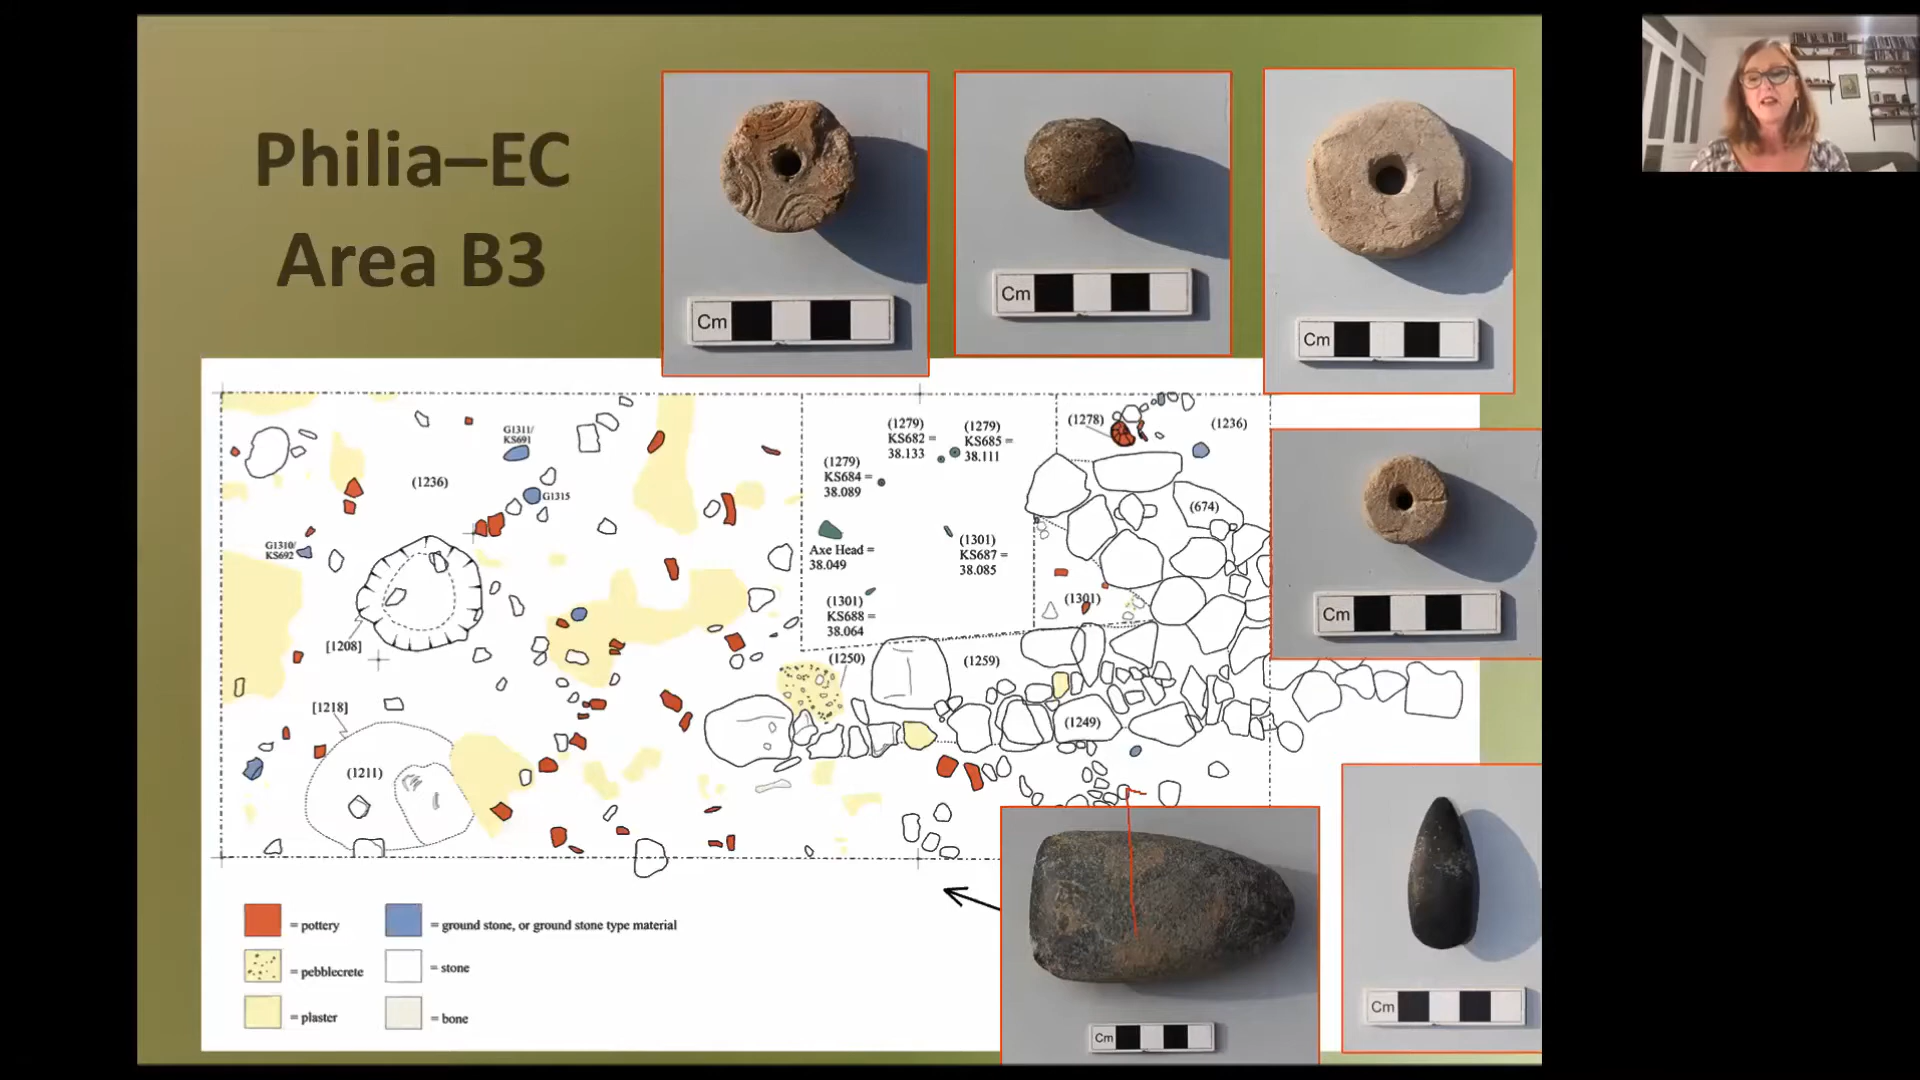 Philia–EC
Area B3
Cm
Cm
Cm
Cm
Cm
Cm
G1311/
KS691
(1236)
G1315
G1310/
KS692
[1208]
[1218]
(1211)
(1279)
KS682 =
38.133
(1279)
KS685 =
38.111
(1279)
KS684 =
38.089
Axe Head =
38.049
(1301)
KS687 =
38.085
(1301)
KS688 =
38.064
(1278)
(1236)
(674)
(1301)
(1250)
(1259)
(1249)
= pottery
= ground stone, or ground stone type material
= pebblecrete
= stone
= plaster
= bone